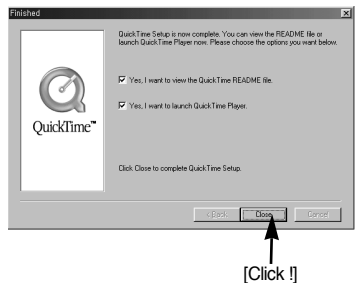 Finished
QuickTime Setup is now complete. You can view the README file or
launch QuickTime Player now. Please choose the options you want below.
Yes, I want to view the QuickTime README file.
Yes, I want to launch QuickTime Player.
QuickTime™
Click Close to complete QuickTime Setup.
< Back Close Cancel
[Click !]